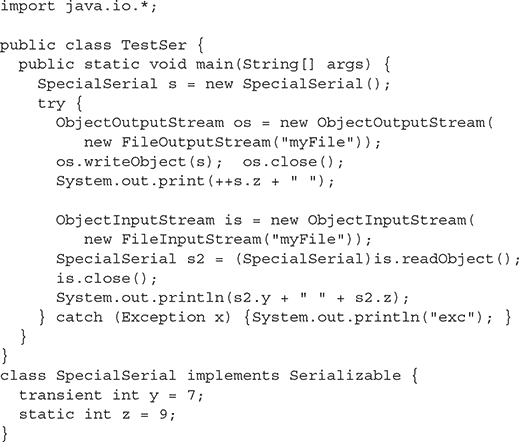 import java.io.*;

public class TestSer {
  public static void main(String[] args) {
    SpecialSerial s = new SpecialSerial();
    try {
      ObjectOutputStream os = new ObjectOutputStream(
         new FileOutputStream("myFile"));
      os.writeObject(s);  os.close();
      System.out.print(++s.z + " ");

      ObjectInputStream is = new ObjectInputStream(
         new FileInputStream("myFile"));
      SpecialSerial s2 = (SpecialSerial)is.readObject();
      is.close();
      System.out.println(s2.y + " " + s2.z);
    } catch (Exception x) {System.out.println("exc"); }
  }
}
class SpecialSerial implements Serializable {
  transient int y = 7;
  static int z = 9;
}